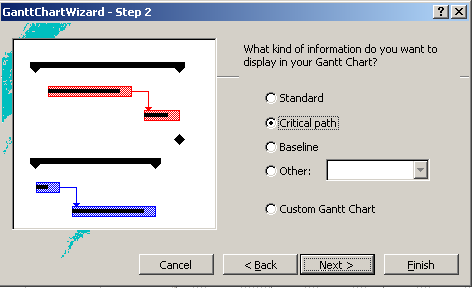 GanttChartWizard - Step 2
What kind of information do you want to
display in your Gantt Chart?
Standard
Critical path
Baseline
Other:
Custom Gantt Chart
Cancel
< Back
Next >
Finish